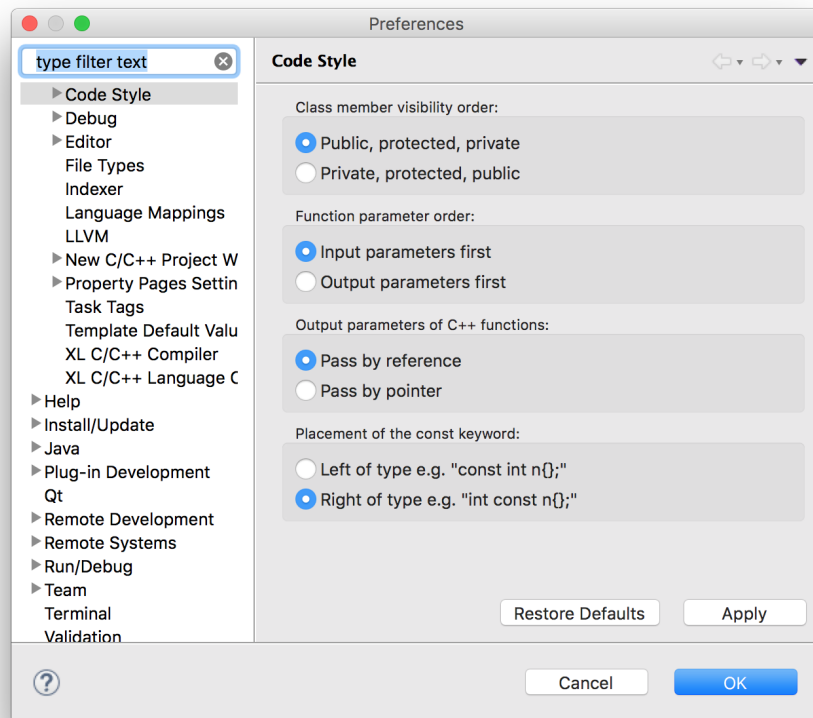 Preferences
type filter text
Code Style
Debug
Editor
File Types
Indexer
Language Mappings
LLVM
New C/C++ Project W
Property Pages Settin
Task Tags
Template Default Valu
XL C/C++ Compiler
XL C/C++ Language C
Help
Install/Update
Java
Plug-in Development
Qt
Remote Development
Remote Systems
Run/Debug
Team
Terminal
Validation
Code Style
Class member visibility order:
Public, protected, private
Private, protected, public
Function parameter order:
Input parameters first
Output parameters first
Output parameters of C++ functions:
Pass by reference
Pass by pointer
Placement of the const keyword:
Left of type e.g. "const int n{};"
Right of type e.g. "int const n{};"
Restore Defaults
Apply
?
Cancel
OK